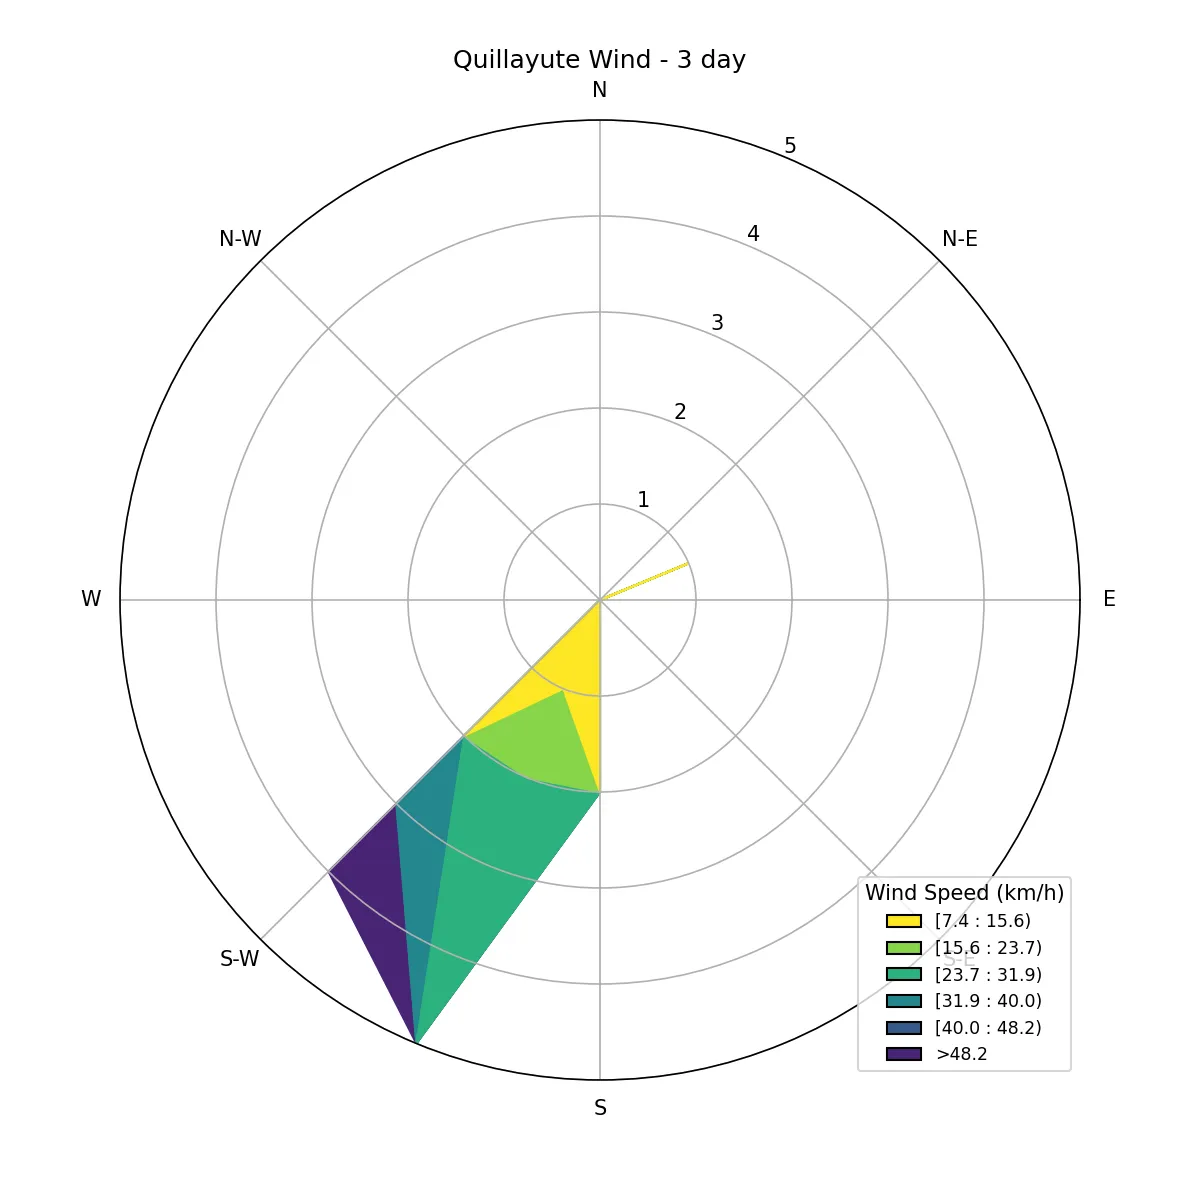 Quillayute Wind - 3 day
N
5
N-W
4
N-E
3
2
1
W
E
Wind Speed (km/h)
[7.4 : 15.6)
[15.6 : 23.7)
S-W
S-E
[23.7 : 31.9)
[31.9 : 40.0)
[40.0 : 48.2)
>48.2
S